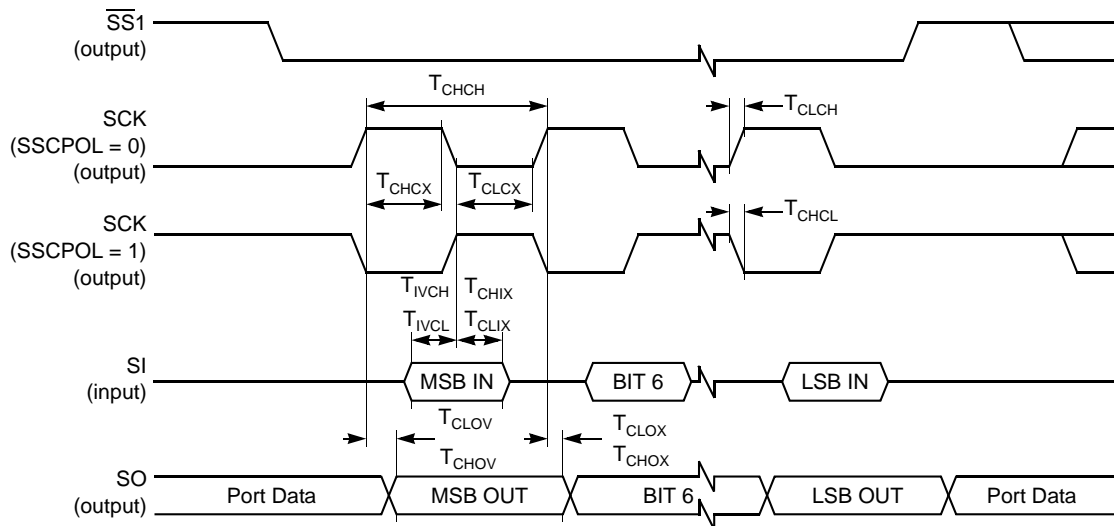 SS1
(output)
T_CHCH
T_CLCH
SCK
(SSCPOL = 0)
(output)
T_CHCX
T_CLCX
T_CHCL
SCK
(SSCPOL = 1)
(output)
T_IVCH
T_CHIX
T_IVCL
T_CLIX
SI
(input)
MSB IN
BIT 6
LSB IN
T_CLOV
T_CLOX
T_CHOV
T_CHOX
SO
(output)
Port Data
MSB OUT
BIT 6
LSB OUT
Port Data